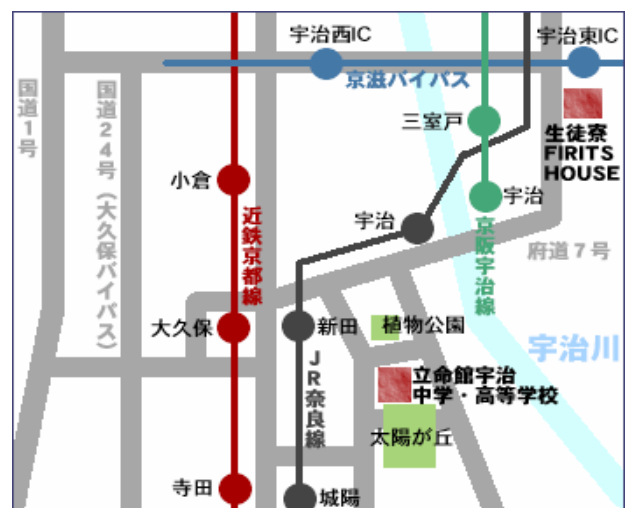 宇治西IC
宇治東IC
京滋バイパス
国道1号
国道24号（大久保バイパス）
三室戸
生徒寮
FIRITS
HOUSE
小倉
近鉄京都線
宇治
宇治
京阪宇治線
府道7号
大久保
新田
植物公園
宇治川
JR奈良線
立命館宇治
中学・高等学校
太陽が丘
寺田
城陽